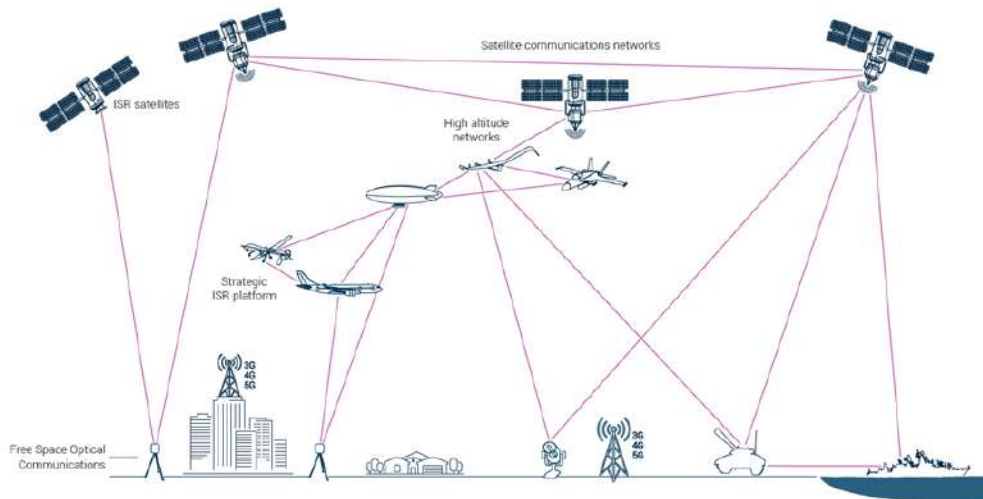 Satellite communications networks
ISR satellites
High altitude
networks
Strategic
ISR platform
3G
4G
5G
3G
4G
5G
Free Space Optical
Communications